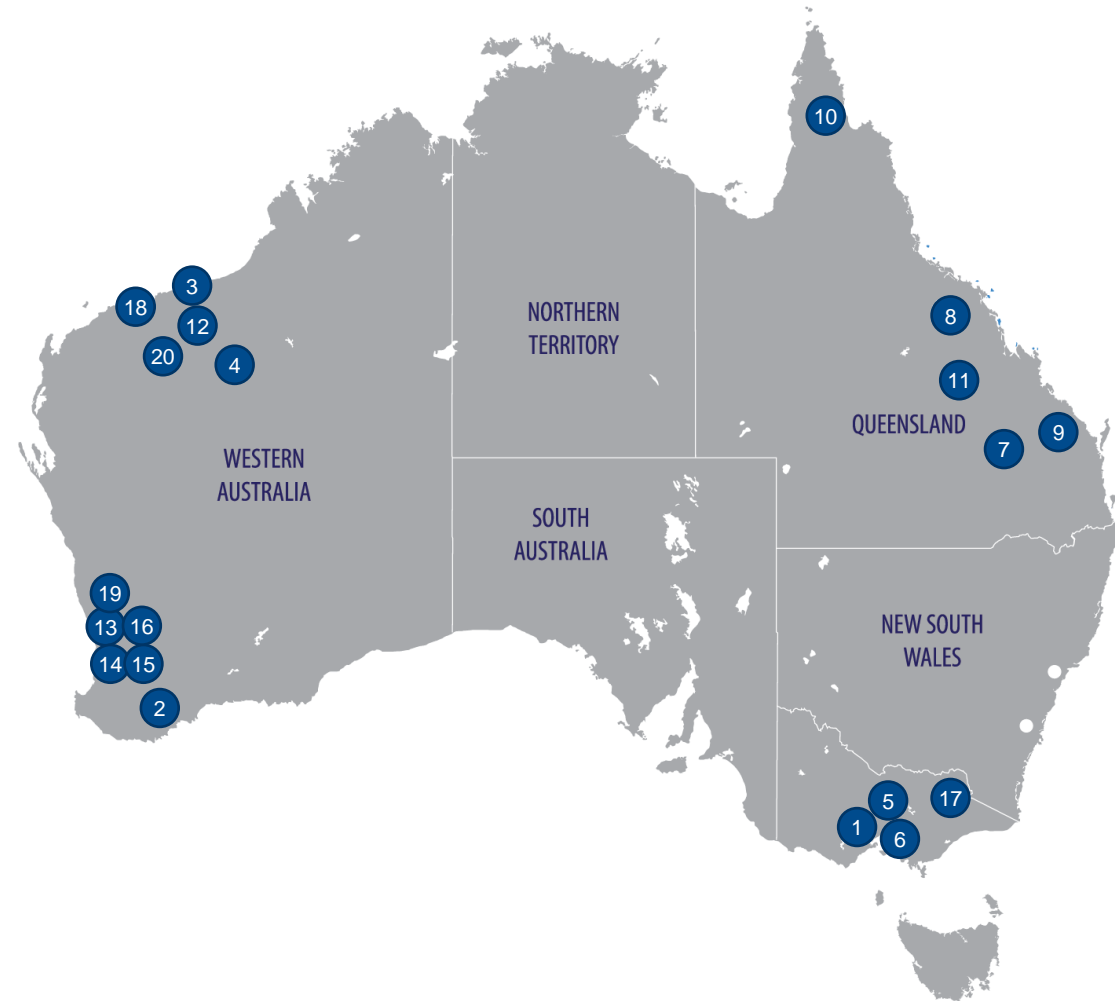 10
3
18
8
12
NORTHERN
TERRITORY
20
4
11
QUEENSLAND
9
7
WESTERN
AUSTRALIA
SOUTH
AUSTRALIA
19
13
16
NEW SOUTH
WALES
14
15
2
5
17
1
6